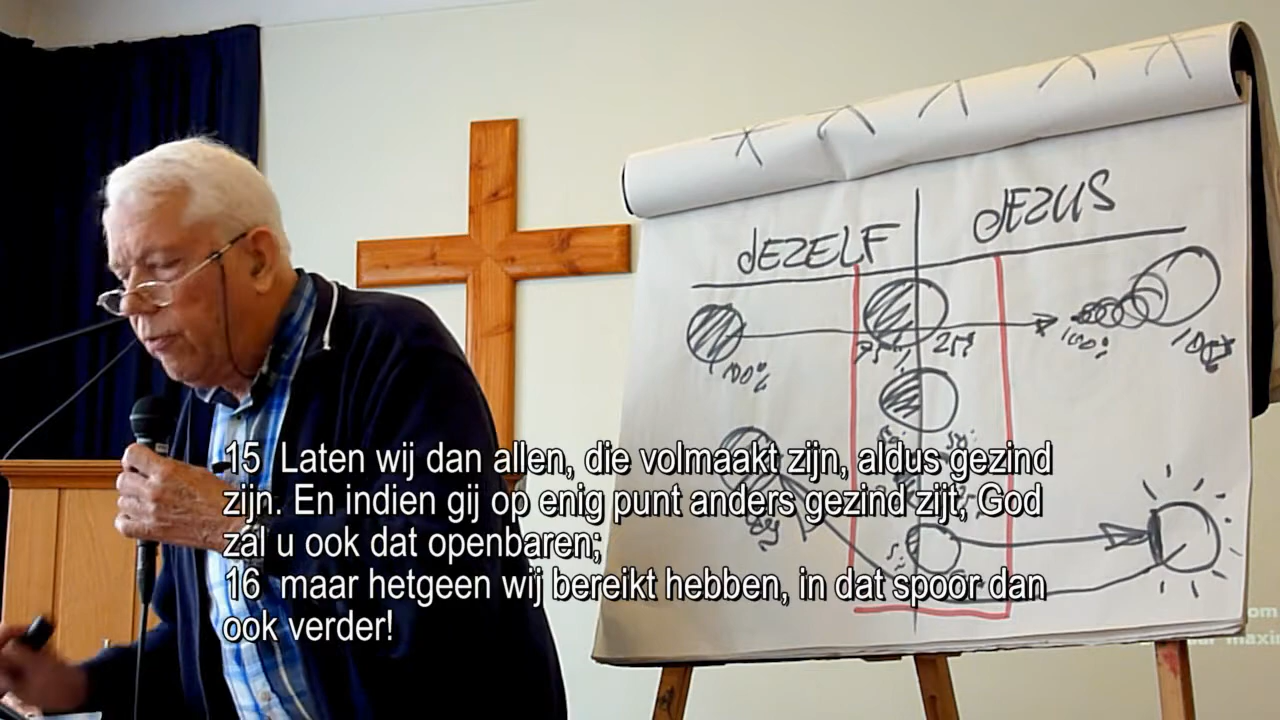 JEZELF
JEZUS
25%
100%
100%
100%
15 Laten wij dan allen, die volmaakt zijn, aldus gezind
zijn. En indien gij op enig punt anders gezind zijt, God
zal u ook dat openbaren;
16 maar hetgeen wij bereikt hebben, in dat spoor dan
ook verder!